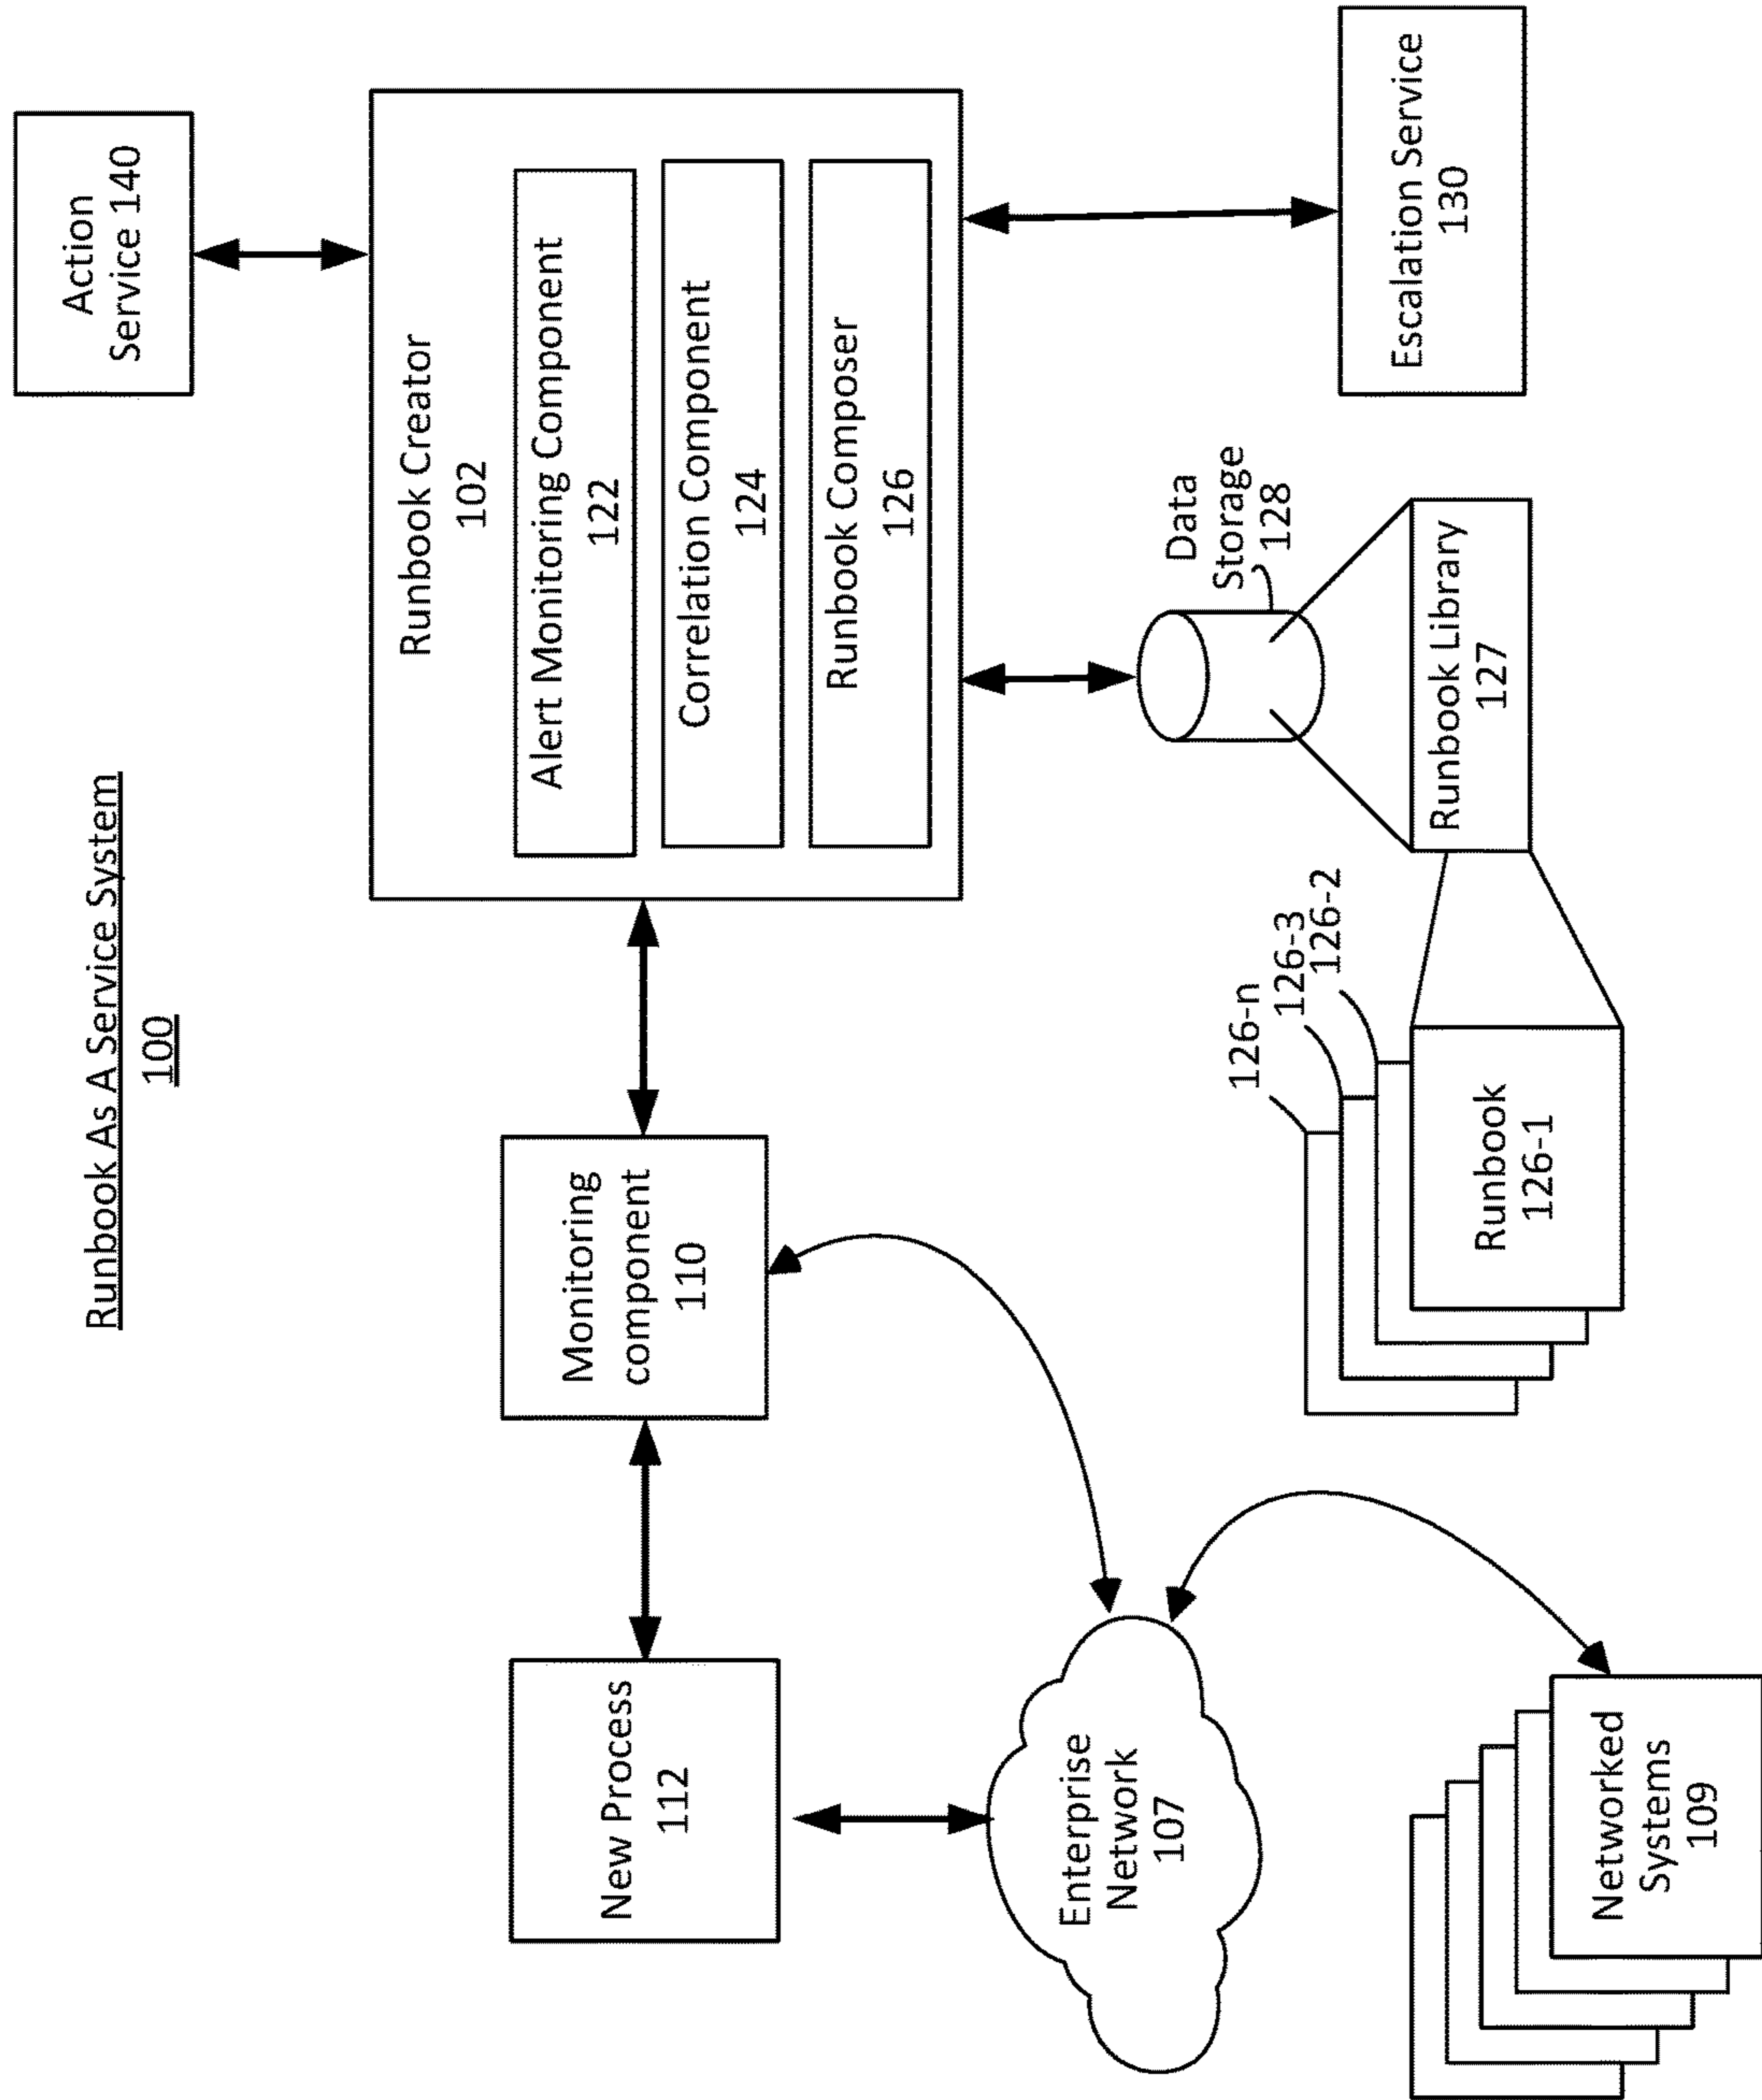 Runbook As A Service System
100
Action
Service 140
Runbook Creator
102
Alert Monitoring Component
122
Correlation Component
124
Runbook Composer
126
Monitoring
component
110
New Process
112
Enterprise
Network
107
Networked
Systems
109
Data
Storage
128
Runbook Library
127
126-n
126-3
126-2
Runbook
126-1
Escalation Service
130